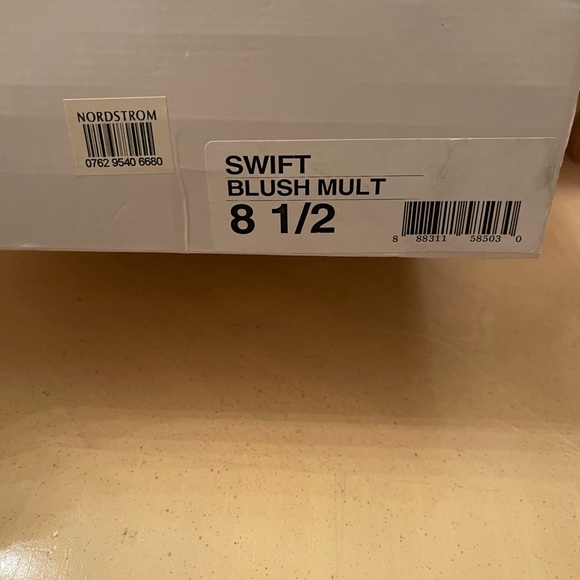 NORDSTROM
0762 9540 6680
SWIFT
BLUSH MULT
8 1/2
8 88311 58503 0